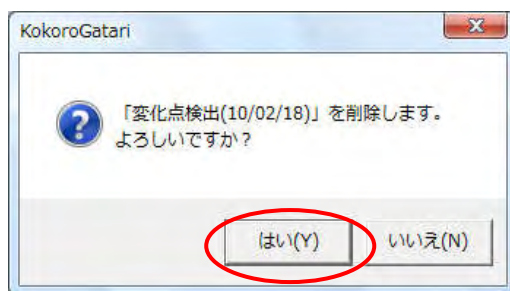 KokoroGatari
「変化点検出(10/02/18)」を削除します。
よろしいですか？
はい(Y)
いいえ(N)